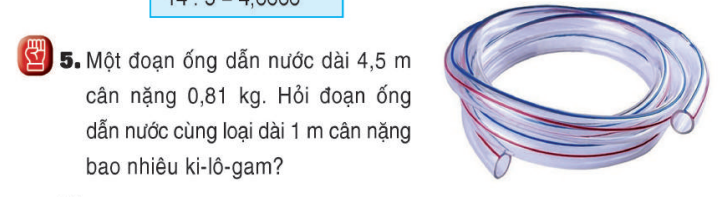 5. Một đoạn ống dẫn nước dài 4,5 m
cân nặng 0,81 kg. Hỏi đoạn ống
dẫn nước cùng loại dài 1 m cân nặng
bao nhiêu ki-lô-gam?